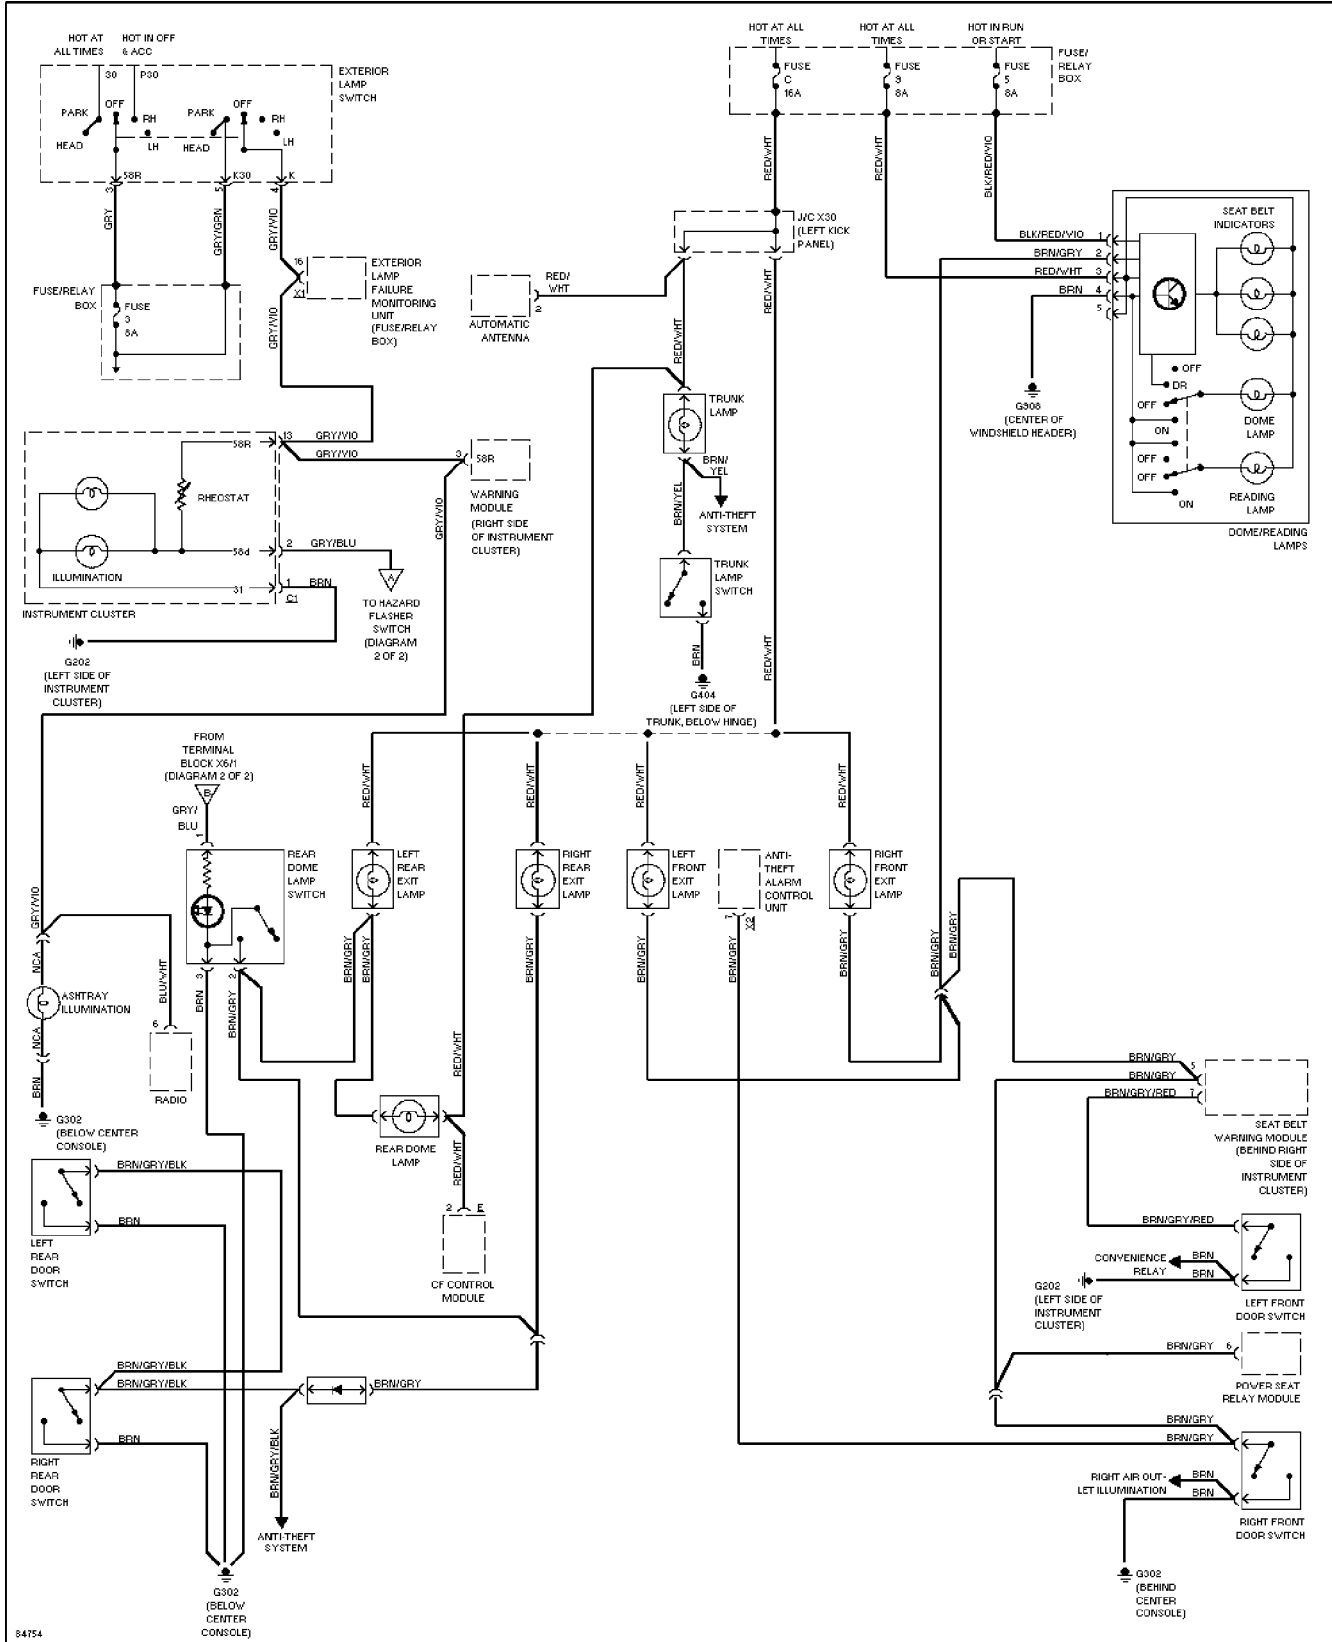 HOT AT
ALL TIMES
HOT IN OFF
& ACC
30
P30
EXTERIOR
LAMP
SWITCH
OFF
PARK
RH
HEAD
LH
OFF
PARK
RH
HEAD
LH
58R
K30
K
3
5
4
GRY
GRY/GRN
GRY/VIO
16
X1
EXTERIOR
LAMP
FAILURE
MONITORING
UNIT
(FUSE/RELAY
BOX)
FUSE/RELAY
BOX
FUSE
3
8A
GRY/VIO
HOT AT ALL
TIMES
HOT AT ALL
TIMES
HOT IN RUN
OR START
FUSE/
RELAY
BOX
FUSE
C
16A
FUSE
9
8A
FUSE
5
8A
RED/WHT
RED/WHT
BLK/RED/VIO
J/C X30
(LEFT KICK
PANEL)
RED/
WHT
2
AUTOMATIC
ANTENNA
RED/WHT
RED/WHT
BLK/RED/VIO 1
BRN/GRY 2
RED/WHT 3
BRN 4
5
SEAT BELT
INDICATORS
G908
(CENTER OF
WINDSHIELD HEADER)
OFF
DR
OFF
ON
OFF
OFF
ON
DOME
LAMP
READING
LAMP
DOME/READING
LAMPS
TRUNK
LAMP
BRN/
YEL
BRN/YEL
ANTI-THEFT
SYSTEM
TRUNK
LAMP
SWITCH
BRN
G404
(LEFT SIDE OF
TRUNK, BELOW HINGE)
RED/WHT
58R
13
GRY/VIO
GRY/VIO
3
58R
WARNING
MODULE
(RIGHT SIDE
OF INSTRUMENT
CLUSTER)
GRY/VIO
RHEOSTAT
ILLUMINATION
58d
2
GRY/BLU
31
1
BRN
C1
INSTRUMENT CLUSTER
A
TO HAZARD
FLASHER
SWITCH
(DIAGRAM
2 OF 2)
G202
(LEFT SIDE OF
INSTRUMENT
CLUSTER)
FROM
TERMINAL
BLOCK X6/1
(DIAGRAM 2 OF 2)
B
GRY/
BLU
1
REAR
DOME
LAMP
SWITCH
3
2
BRN
BRN/GRY
RED/WHT
LEFT
REAR
EXIT
LAMP
BRN/GRY
BRN/GRY
RED/WHT
RIGHT
REAR
EXIT
LAMP
BRN/GRY
RED/WHT
LEFT
FRONT
EXIT
LAMP
BRN/GRY
ANTI-
THEFT
ALARM
CONTROL
UNIT
7
X2
BRN/GRY
RED/WHT
RIGHT
FRONT
EXIT
LAMP
BRN/GRY
BRN/GRY
BRN/GRY
GRY/VIO
NCA
ASHTRAY
ILLUMINATION
NCA
BRN
G302
(BELOW CENTER
CONSOLE)
BLU/WHT
6
RADIO
RED/WHT
REAR DOME
LAMP
RED/WHT
2
E
CF CONTROL
MODULE
BRN/GRY
5
BRN/GRY
BRN/GRY/RED
7
SEAT BELT
WARNING MODULE
(BEHIND RIGHT
SIDE OF
INSTRUMENT
CLUSTER)
BRN/GRY/RED
CONVENIENCE
RELAY
BRN
BRN
G202
(LEFT SIDE OF
INSTRUMENT
CLUSTER)
LEFT FRONT
DOOR SWITCH
BRN/GRY 6
POWER SEAT
RELAY MODULE
BRN/GRY
BRN/GRY
RIGHT AIR OUT-
LET ILLUMINATION
BRN
BRN
RIGHT FRONT
DOOR SWITCH
G302
(BEHIND
CENTER
CONSOLE)
BRN/GRY/BLK
BRN
LEFT
REAR
DOOR
SWITCH
BRN/GRY/BLK
BRN/GRY/BLK
BRN/GRY
BRN
RIGHT
REAR
DOOR
SWITCH
BRN/GRY/BLK
ANTI-THEFT
SYSTEM
G302
(BELOW
CENTER
CONSOLE)
84754